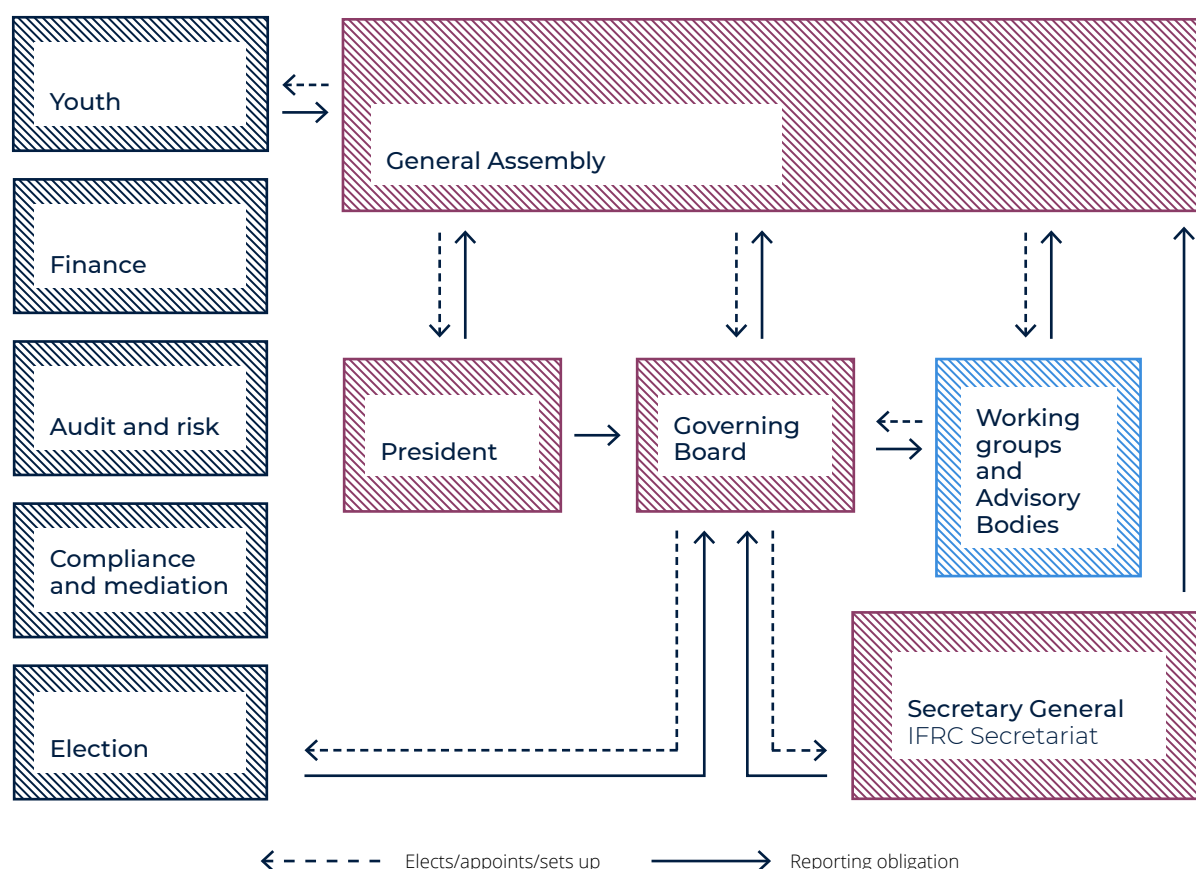 Youth
Finance
Audit and risk
Compliance
and mediation
Election
General Assembly
President
Governing
Board
Working
groups
and
Advisory
Bodies
Secretary General
IFRC Secretariat
Elects/appoints/sets up
Reporting obligation